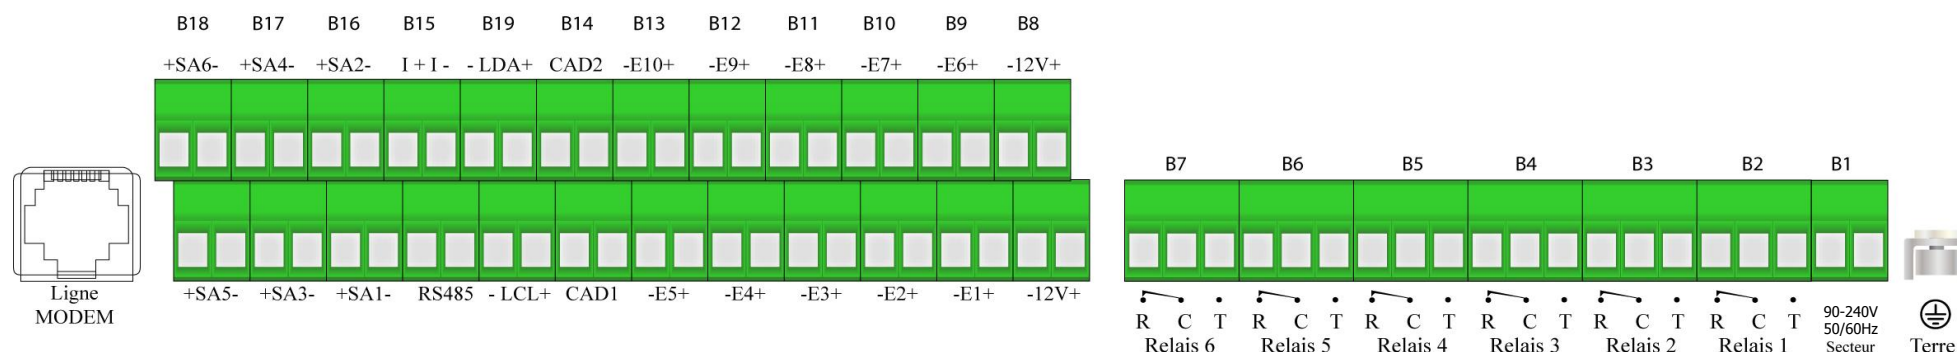 B18 B17 B16 B15 B19 B14 B13 B12 B11 B10 B9 B8
+SA6- +SA4- +SA2- I + I - - LDA+ CAD2 -E10+ -E9+ -E8+ -E7+ -E6+ -12V+
B7 B6 B5 B4 B3 B2 B1
+SA5- +SA3- +SA1- RS485 - LCL+ CAD1 -E5+ -E4+ -E3+ -E2+ -E1+ -12V+
Ligne
MODEM
R C T R C T R C T R C T R C T R C T
Relais 6 Relais 5 Relais 4 Relais 3 Relais 2 Relais 1
90-240V
50/60Hz
Secteur
Terre